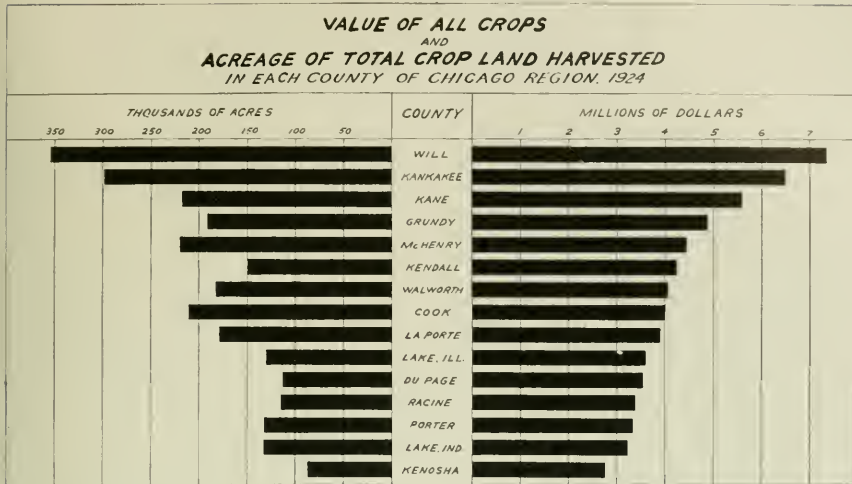 VALUE OF ALL CROPS
AND
ACREAGE OF TOTAL CROP LAND HARVESTED
IN EACH COUNTY OF CHICAGO REGION, 1924
THOUSANDS OF ACRES COUNTY MILLIONS OF DOLLARS
350 300 250 200 150 100 50 1 2 3 4 5 6 7
WILL
KANKAKEE
KANE
GRUNDY
McHENRY
KENDALL
WALWORTH
COOK
LA PORTE
LAKE, ILL.
DU PAGE
RACINE
PORTER
LAKE, IND.
KENOSHA